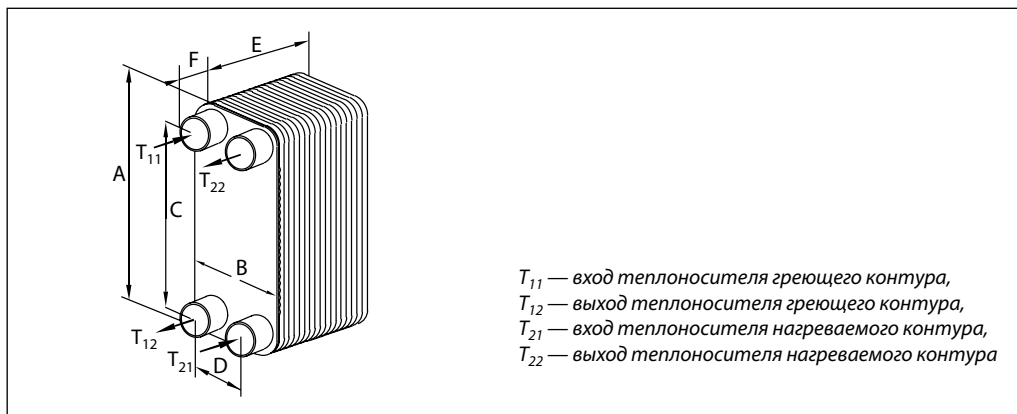 E
F
T₁₁
A
T₂₂
C
B
T₁₂
T₂₁
D
T₁₁ — вход теплоносителя греющего контура,
T₁₂ — выход теплоносителя греющего контура,
T₂₁ — вход теплоносителя нагреваемого контура,
T₂₂ — выход теплоносителя нагреваемого контура